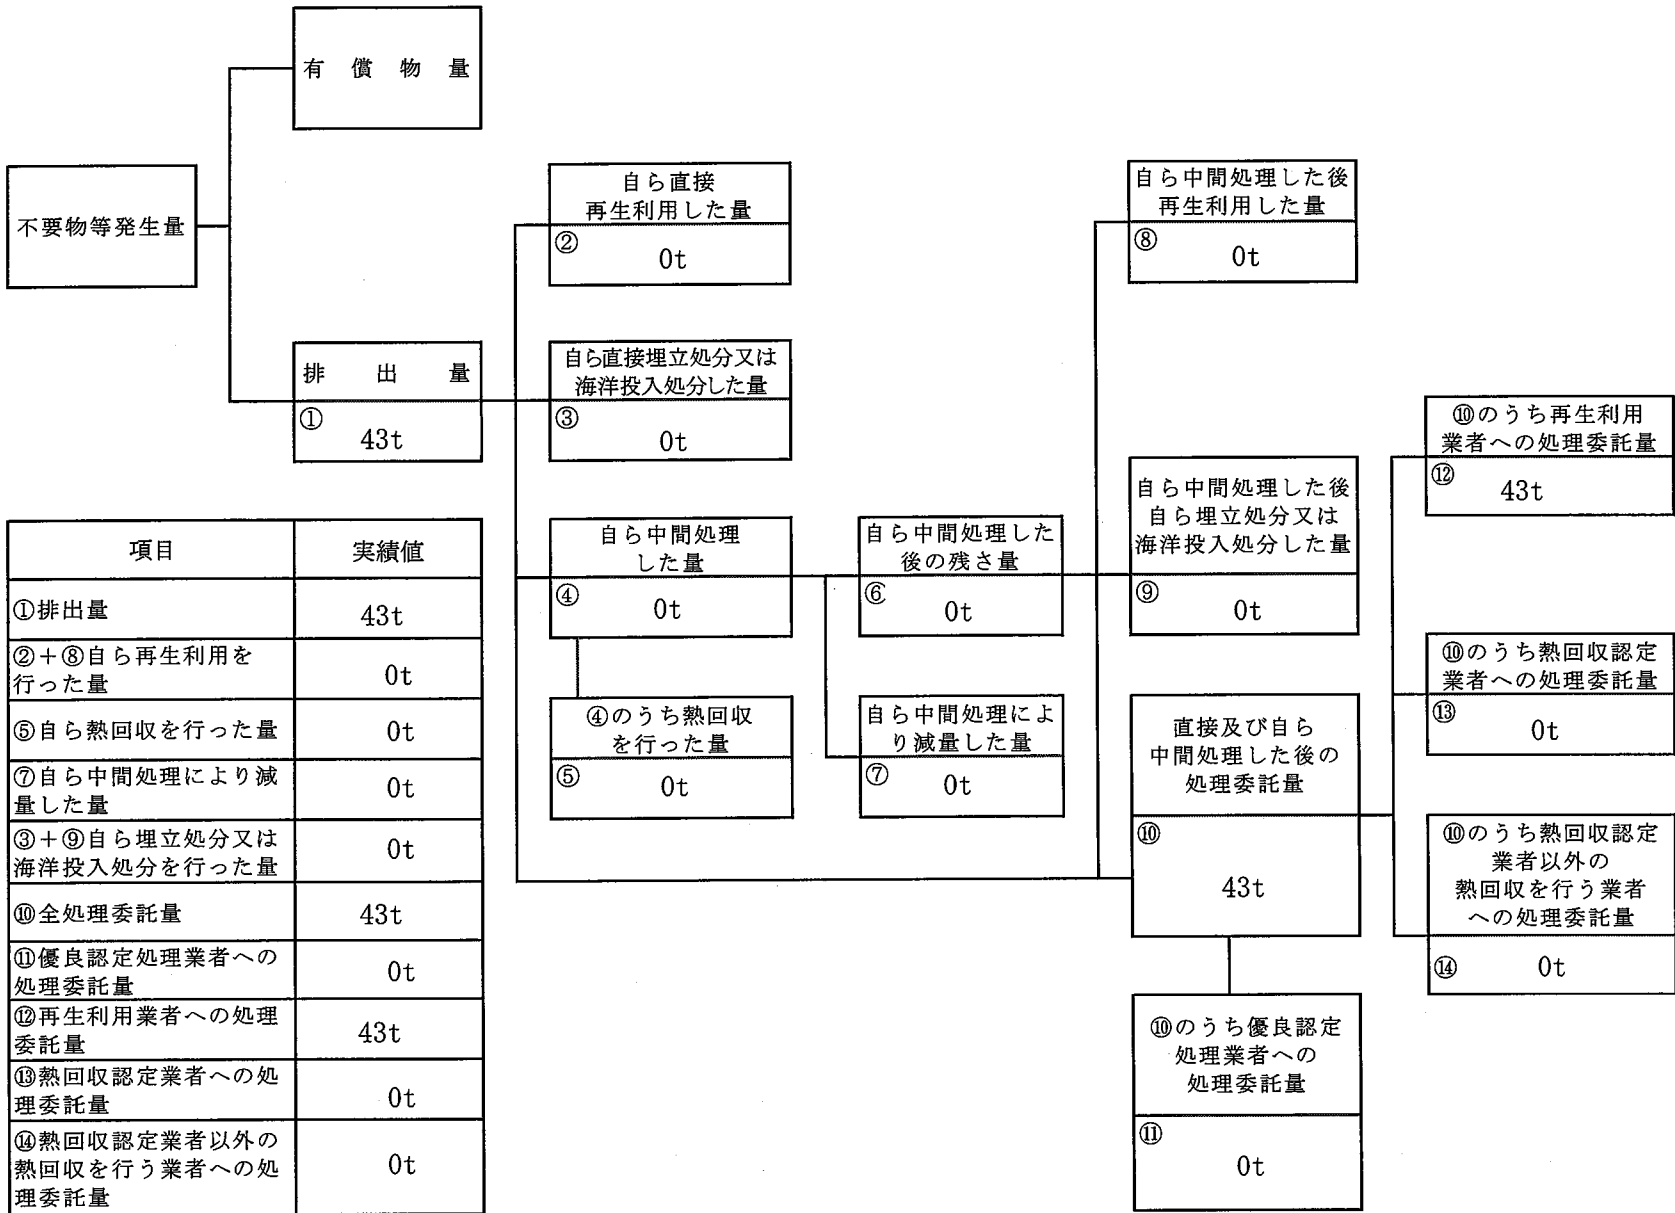 有償物量
不要物等発生量
排出量
①
43t
自ら直接
再生利用した量
②
0t
自ら直接埋立処分又は
海洋投入処分した量
③
0t
自ら中間処理
した量
④
0t
④のうち熱回収
を行った量
⑤
0t
自ら中間処理した
後の残さ量
⑥
0t
自ら中間処理によ
り減量した量
⑦
0t
自ら中間処理した後
再生利用した量
⑧
0t
自ら中間処理した後
自ら埋立処分又は
海洋投入処分した量
⑨
0t
直接及び自ら
中間処理した後の
処理委託量
⑩
43t
⑩のうち優良認定
処理業者への
処理委託量
⑪
0t
⑩のうち再生利用
業者への処理委託量
⑫
43t
⑩のうち熱回収認定
業者への処理委託量
⑬
0t
⑩のうち熱回収認定
業者以外の
熱回収を行う業者
への処理委託量
⑭
0t
項目 実績値
①排出量 43t
②+⑧自ら再生利用を
行った量 0t
⑤自ら熱回収を行った量 0t
⑦自ら中間処理により減
量した量 0t
③+⑨自ら埋立処分又は
海洋投入処分を行った量 0t
⑩全処理委託量 43t
⑪優良認定処理業者への
処理委託量 0t
⑫再生利用業者への処理
委託量 43t
⑬熱回収認定業者への処
理委託量 0t
⑭熱回収認定業者以外の
熱回収を行う業者への処
理委託量 0t